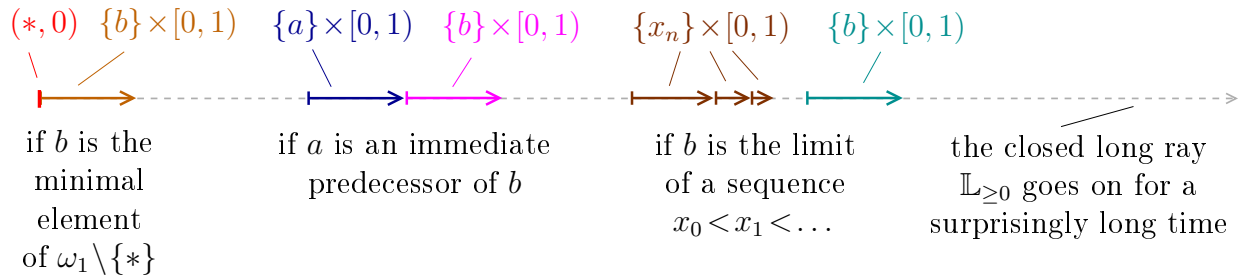 (∗, 0) {b}×[0, 1) {a}×[0, 1) {b}×[0, 1) {xₙ}×[0, 1) {b}×[0, 1)
if b is the
minimal
element
of ω₁\{∗}
if a is an immediate
predecessor of b
if b is the limit
of a sequence
x₀<x₁<…
the closed long ray
𝕃≥₀ goes on for a
surprisingly long time